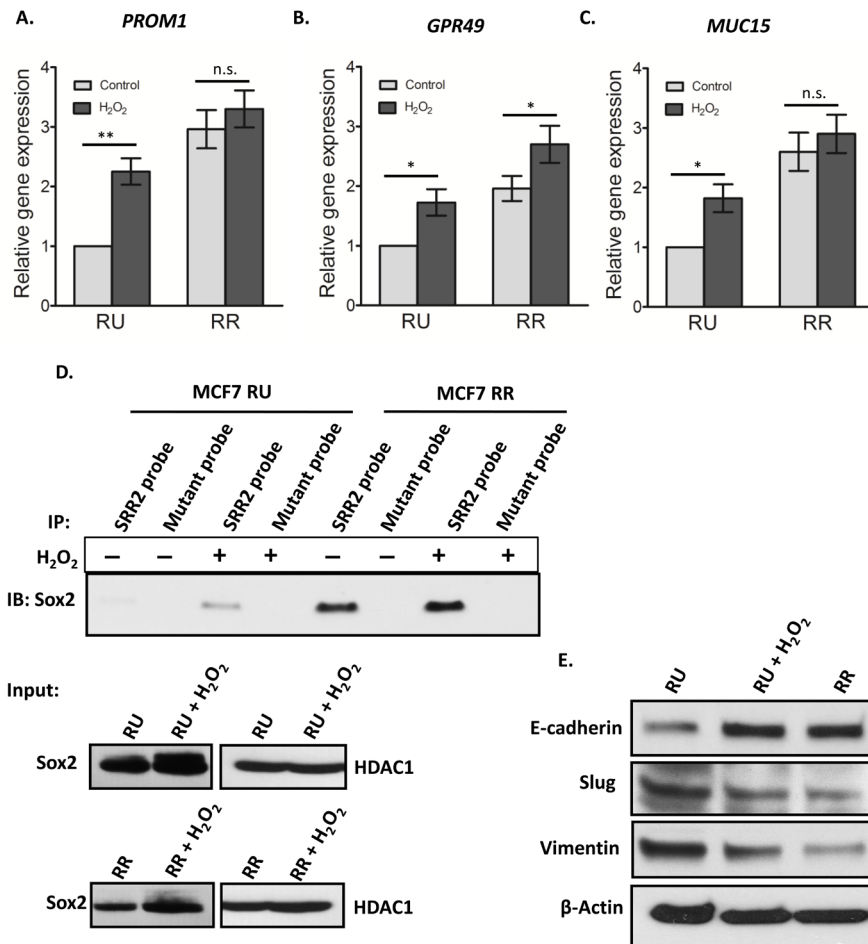 A.
PROM1
Relative gene expression
4
3
2
1
0
Control
H₂O₂
**
n.s.
RU
RR
B.
GPR49
Relative gene expression
4
3
2
1
0
Control
H₂O₂
*
*
RU
RR
C.
MUC15
Relative gene expression
4
3
2
1
0
Control
H₂O₂
*
n.s.
RU
RR
D.
MCF7 RU
MCF7 RR
IP:
SRR2 probe
Mutant probe
SRR2 probe
Mutant probe
SRR2 probe
Mutant probe
SRR2 probe
Mutant probe
H₂O₂ − − + + − − + +
IB: Sox2
Input:
RU
RU + H₂O₂
RU
RU + H₂O₂
Sox2
HDAC1
RR
RR + H₂O₂
RR
RR + H₂O₂
Sox2
HDAC1
E.
RU
RU + H₂O₂
RR
E-cadherin
Slug
Vimentin
β-Actin